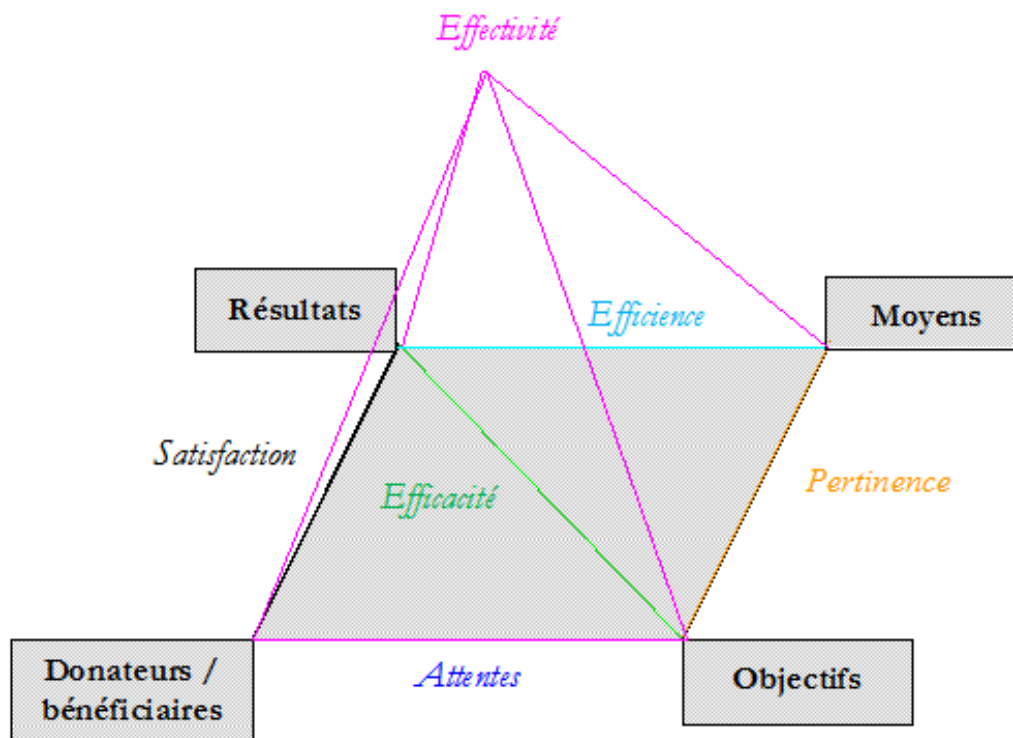 Effectivité
Résultats
Efficience
Moyens
Satisfaction
Efficacité
Pertinence
Donateurs /
bénéficiaires
Attentes
Objectifs